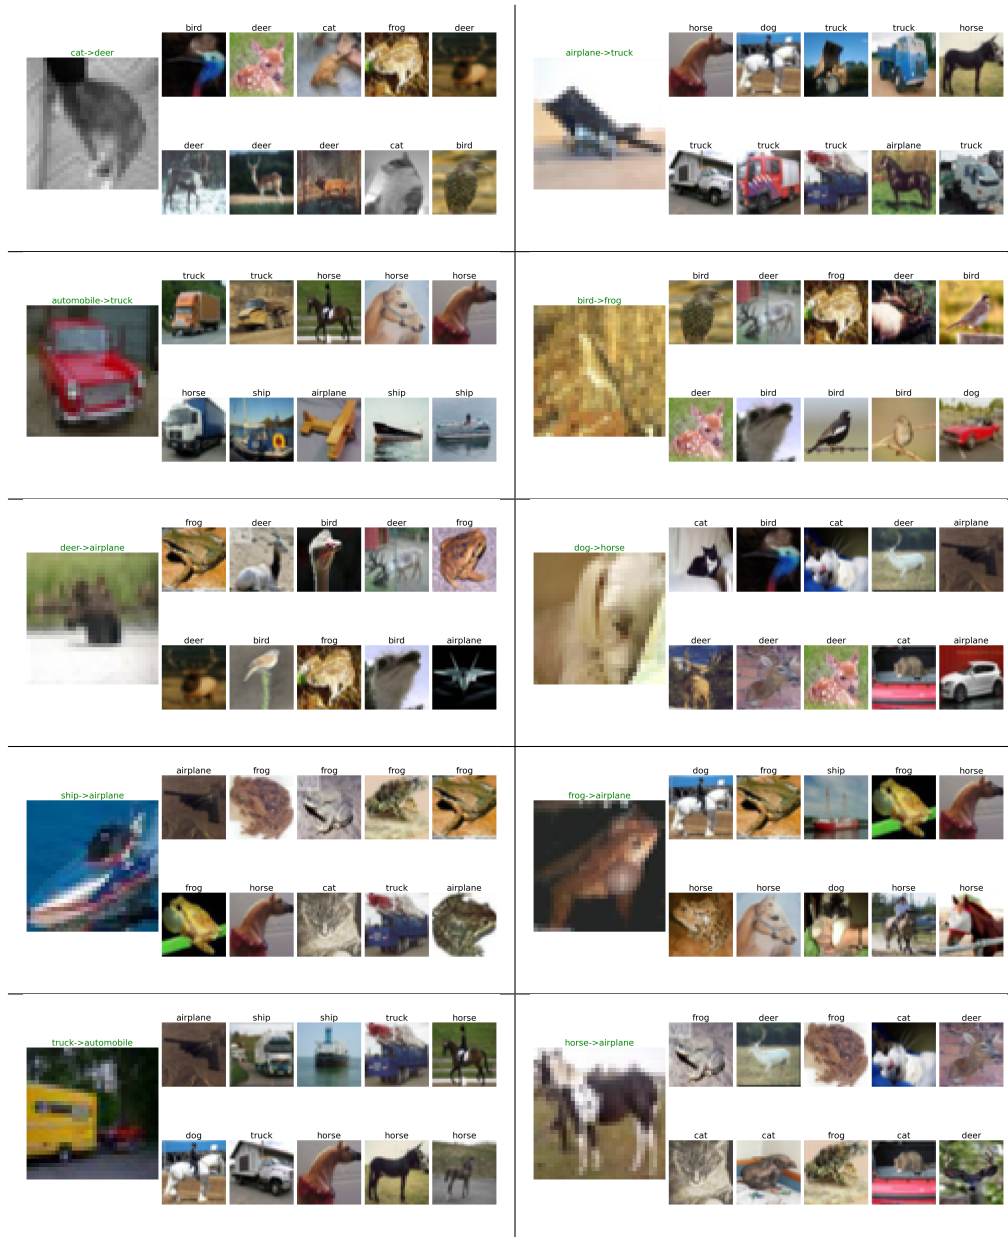 cat->deer
bird deer cat frog deer
deer deer deer cat bird
airplane->truck
horse dog truck truck horse
truck truck truck airplane truck
automobile->truck
truck truck horse horse horse
horse ship airplane ship ship
bird->frog
bird deer frog deer bird
deer bird bird bird dog
deer->airplane
frog deer bird deer frog
deer bird frog bird airplane
dog->horse
cat bird cat deer airplane
deer deer deer cat airplane
ship->airplane
airplane frog frog frog frog
frog horse cat truck airplane
frog->airplane
dog frog ship frog horse
horse horse dog horse horse
truck->automobile
airplane ship ship truck horse
dog truck horse horse horse
horse->airplane
frog deer frog cat deer
cat cat frog cat deer